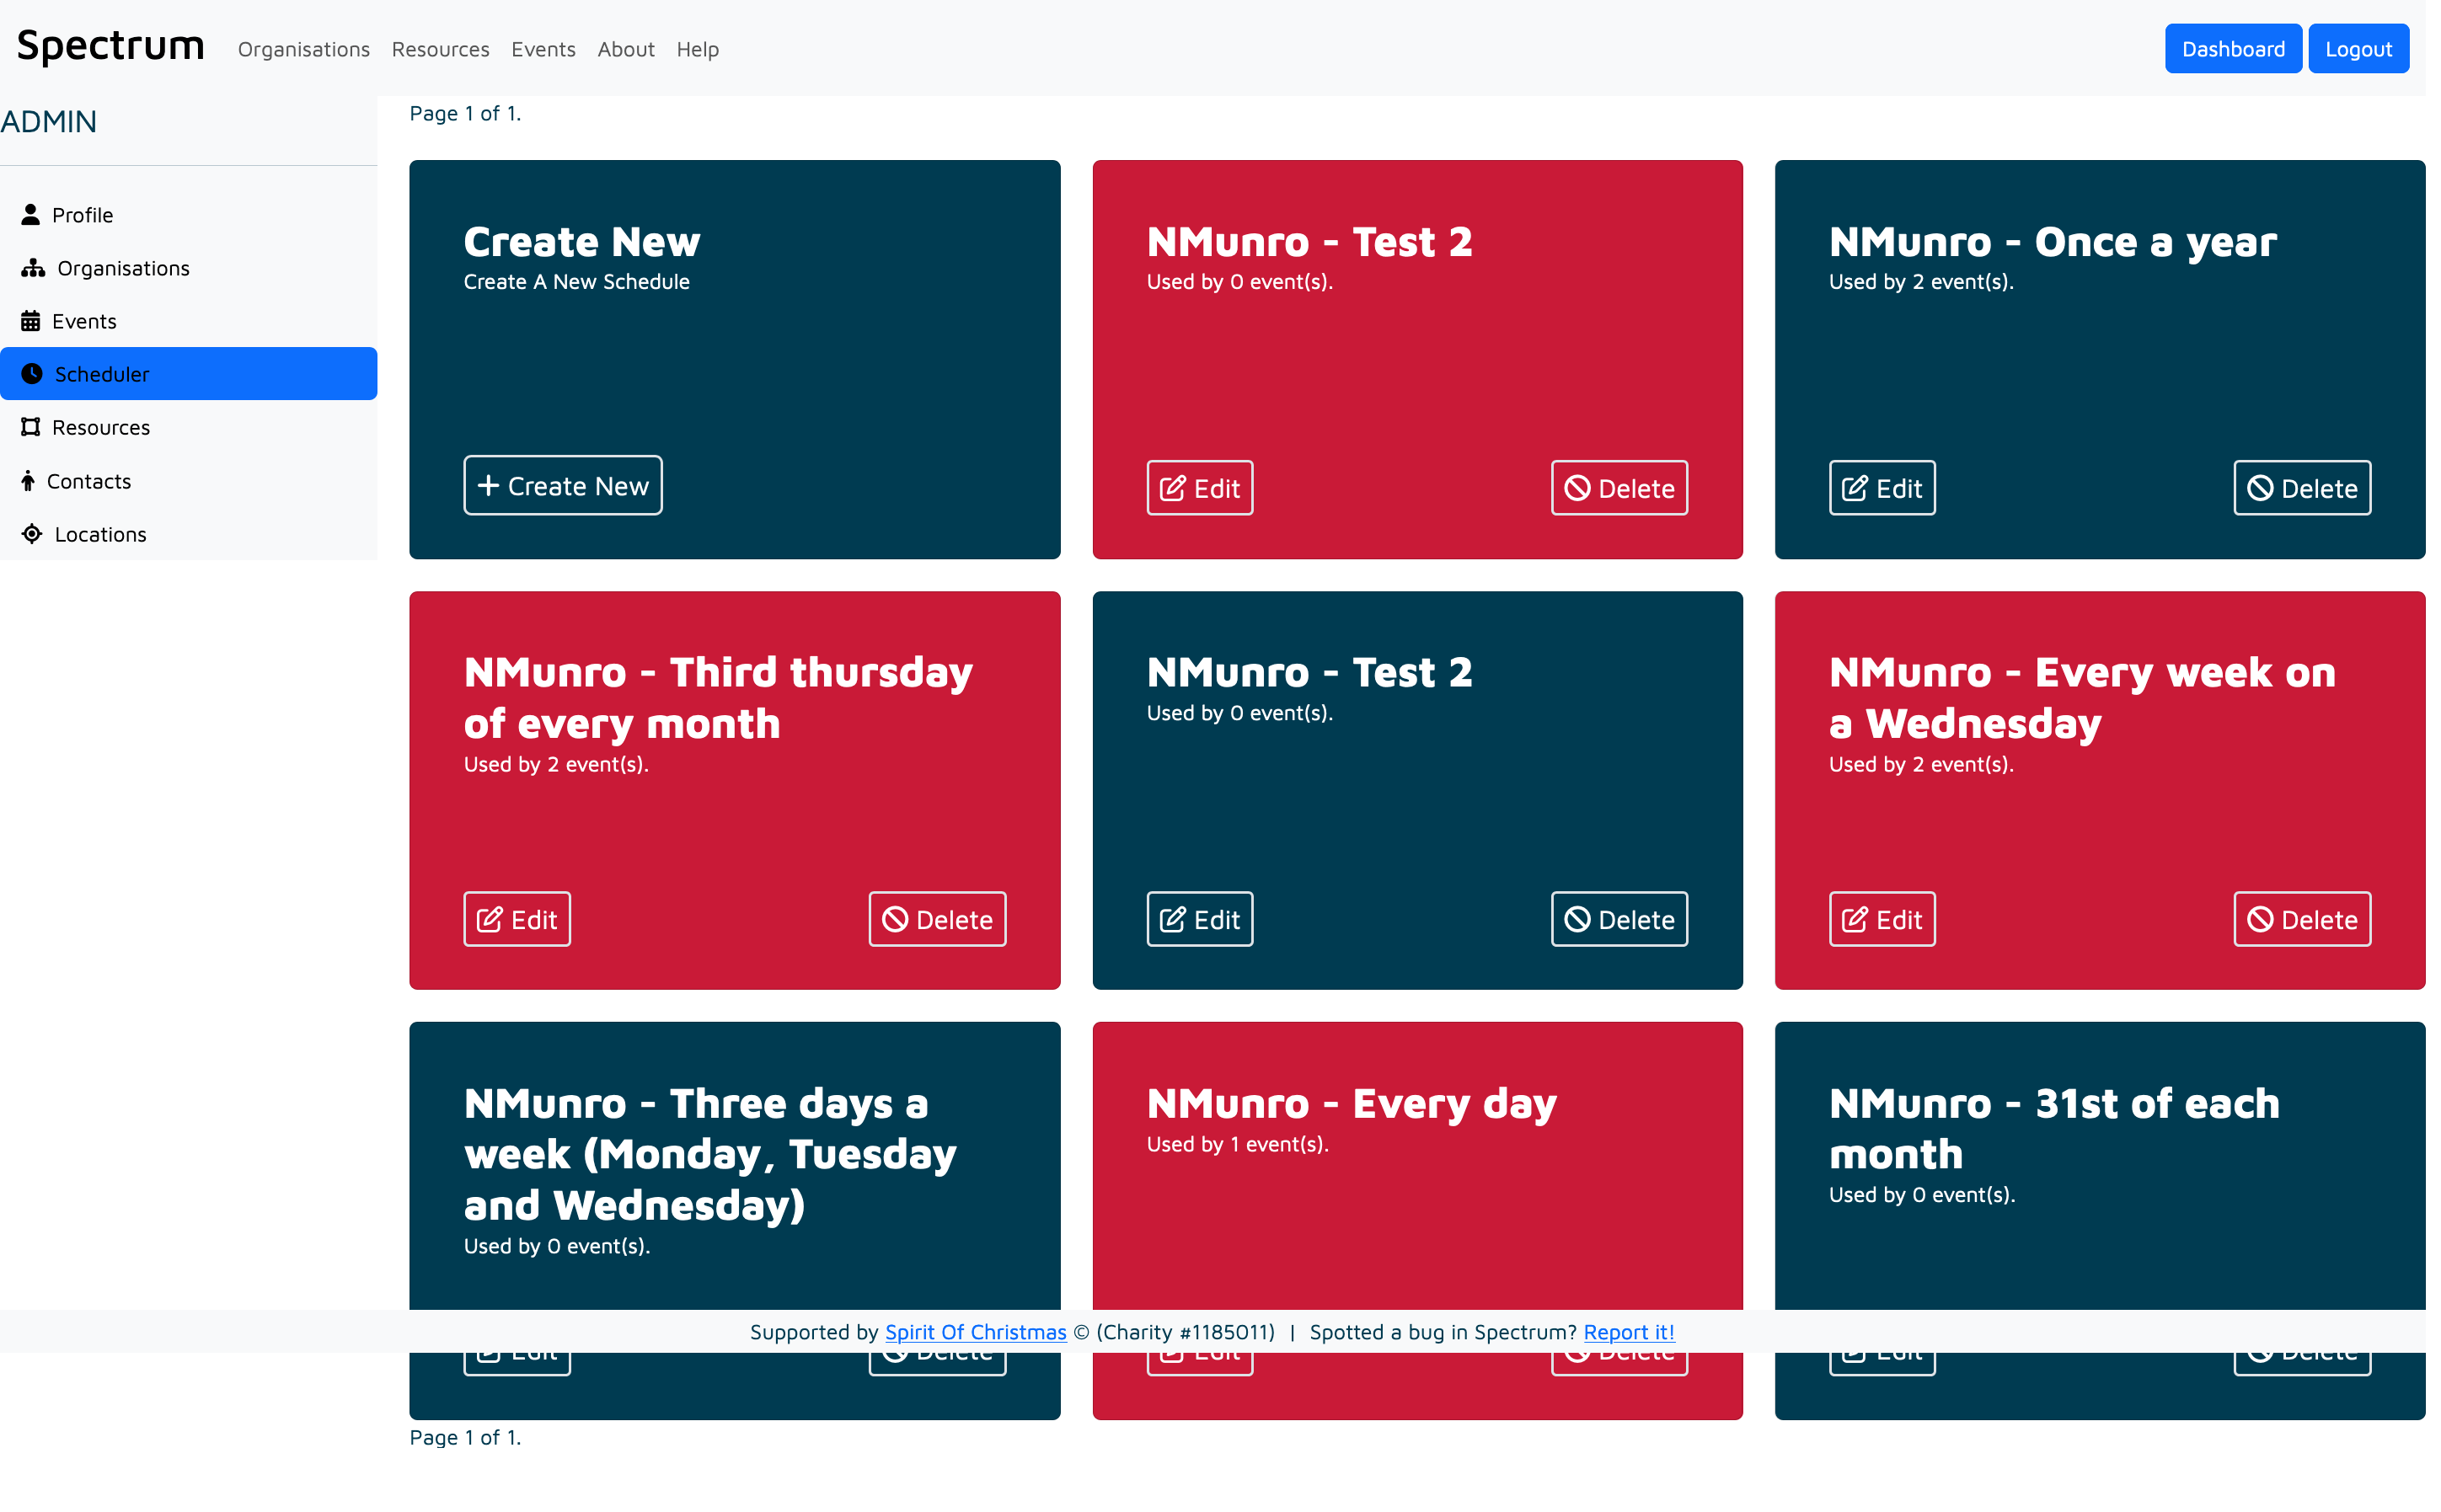 Spectrum Organisations Resources Events About Help Dashboard Logout
ADMIN
Profile
Organisations
Events
Scheduler
Resources
Contacts
Locations
Page 1 of 1.
Create New
Create A New Schedule
Create New
NMunro - Test 2
Used by 0 event(s).
Edit Delete
NMunro - Once a year
Used by 2 event(s).
Edit Delete
NMunro - Third thursday
of every month
Used by 2 event(s).
Edit Delete
NMunro - Test 2
Used by 0 event(s).
Edit Delete
NMunro - Every week on
a Wednesday
Used by 2 event(s).
Edit Delete
NMunro - Three days a
week (Monday, Tuesday
and Wednesday)
Used by 0 event(s).
Edit Delete
NMunro - Every day
Used by 1 event(s).
Edit Delete
NMunro - 31st of each
month
Used by 0 event(s).
Edit Delete
Supported by Spirit Of Christmas © (Charity #1185011) | Spotted a bug in Spectrum? Report it!
Page 1 of 1.